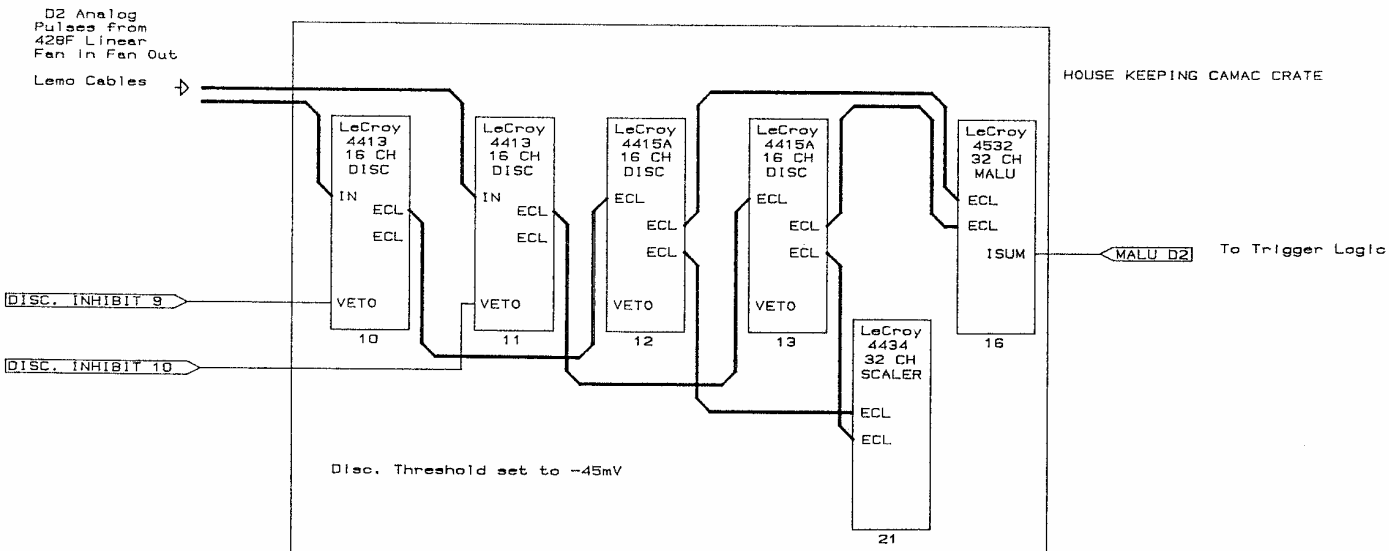 D2 Analog
Pulses from
428F Linear
Fan In Fan Out
Lemo Cables
HOUSE KEEPING CAMAC CRATE
LeCroy
4413
16 CH
DISC
IN
ECL
ECL
VETO
10
LeCroy
4413
16 CH
DISC
IN
ECL
ECL
VETO
11
LeCroy
4415A
16 CH
DISC
ECL
ECL
ECL
VETO
12
LeCroy
4415A
16 CH
DISC
ECL
ECL
ECL
VETO
13
LeCroy
4532
32 CH
MALU
ECL
ECL
ISUM
16
MALU D2
To Trigger Logic
DISC. INHIBIT 9
DISC. INHIBIT 10
LeCroy
4434
32 CH
SCALER
ECL
ECL
21
Disc. Threshold set to -45mV